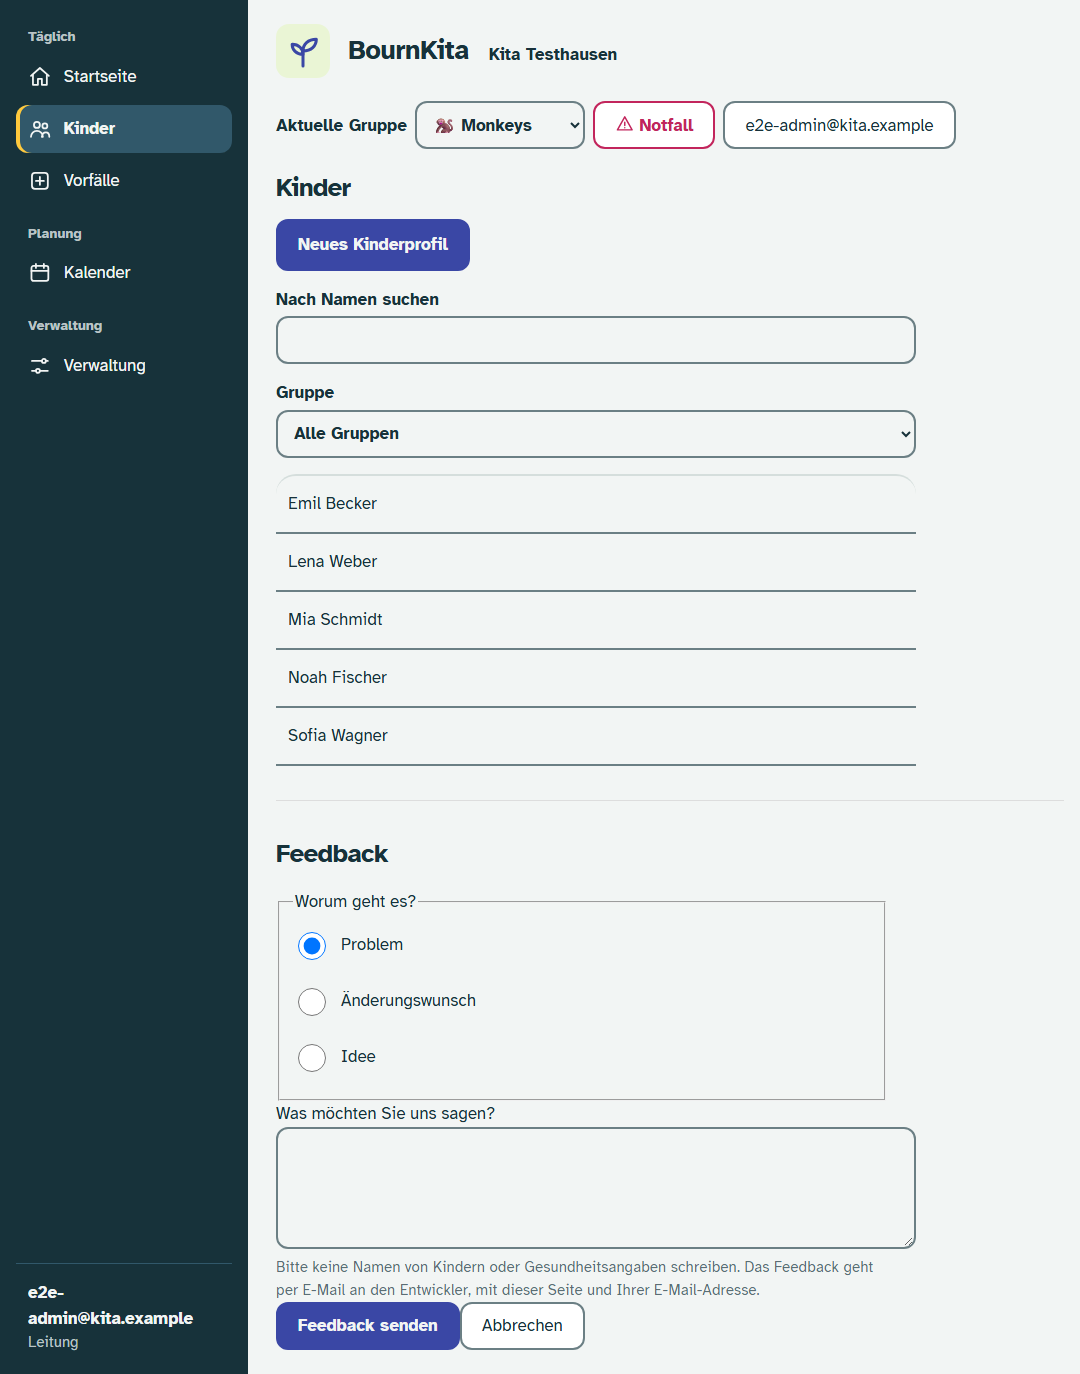 Täglich
Startseite
Kinder
Vorfälle
Planung
Kalender
Verwaltung
Verwaltung
e2e-
admin@kita.example
Leitung
BournKita Kita Testhausen
Aktuelle Gruppe Monkeys Notfall e2e-admin@kita.example
Kinder
Neues Kinderprofil
Nach Namen suchen
Gruppe
Alle Gruppen
Emil Becker
Lena Weber
Mia Schmidt
Noah Fischer
Sofia Wagner
Feedback
Worum geht es?
Problem
Änderungswunsch
Idee
Was möchten Sie uns sagen?
Bitte keine Namen von Kindern oder Gesundheitsangaben schreiben. Das Feedback geht
per E-Mail an den Entwickler, mit dieser Seite und Ihrer E-Mail-Adresse.
Feedback senden Abbrechen